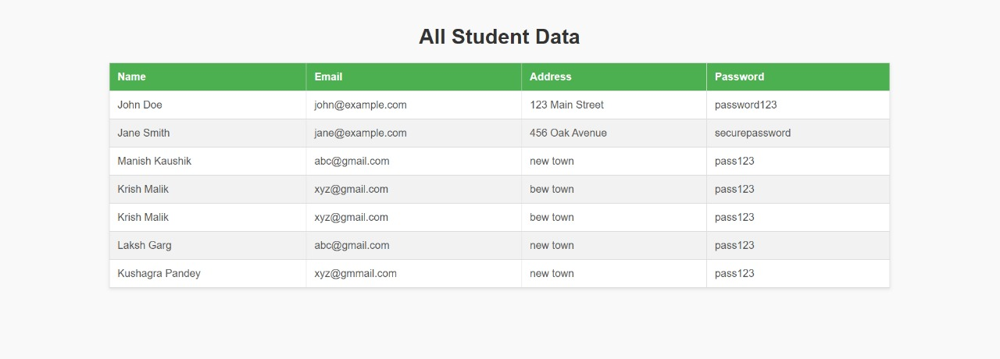 All Student Data
Name Email Address Password
John Doe john@example.com 123 Main Street password123
Jane Smith jane@example.com 456 Oak Avenue securepassword
Manish Kaushik abc@gmail.com new town pass123
Krish Malik xyz@gmail.com bew town pass123
Krish Malik xyz@gmail.com bew town pass123
Laksh Garg abc@gmail.com new town pass123
Kushagra Pandey xyz@gmmail.com new town pass123